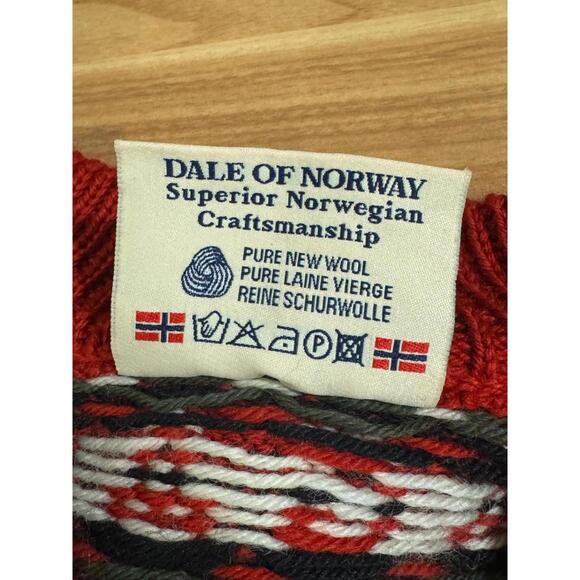 DALE OF NORWAY
Superior Norwegian
Craftsmanship
PURE NEW WOOL
PURE LAINE VIERGE
REINE SCHURWOLLE
P